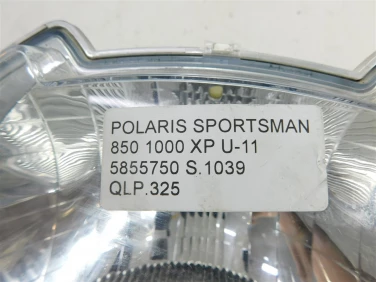 POLARIS SPORTSMAN
850 1000 XP U-11
5855750 S.1039
QLP.325